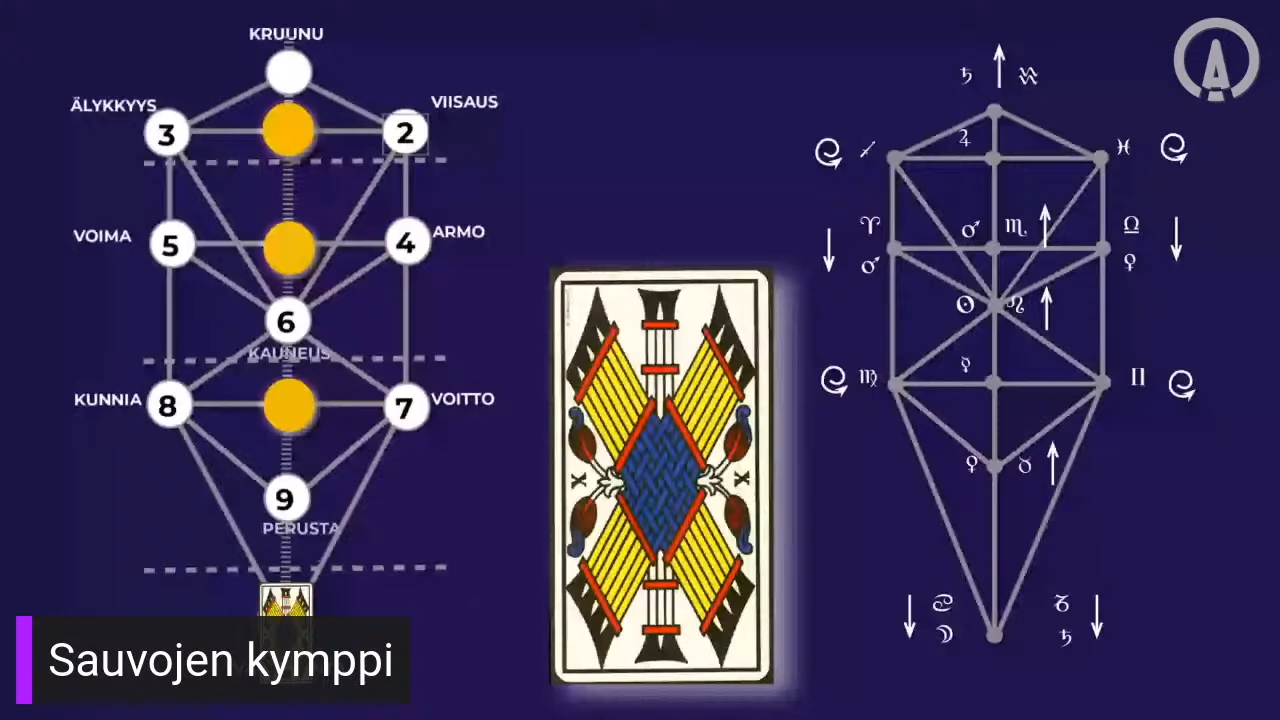 KRUUNU
ÄLYKKYYS
VIISAUS
3
2
VOIMA
5
4
ARMO
6
KAUNEUS
KUNNIA
8
7
VOITTO
9
PERUSTA
X
X
♄ ♒
♃
♐
♓
♈
♂ ♏
♎
♂
♀
☉ ♌
☿
♍
♊
♀ ♉
♋
♑
☽
♄
Sauvojen kymppi